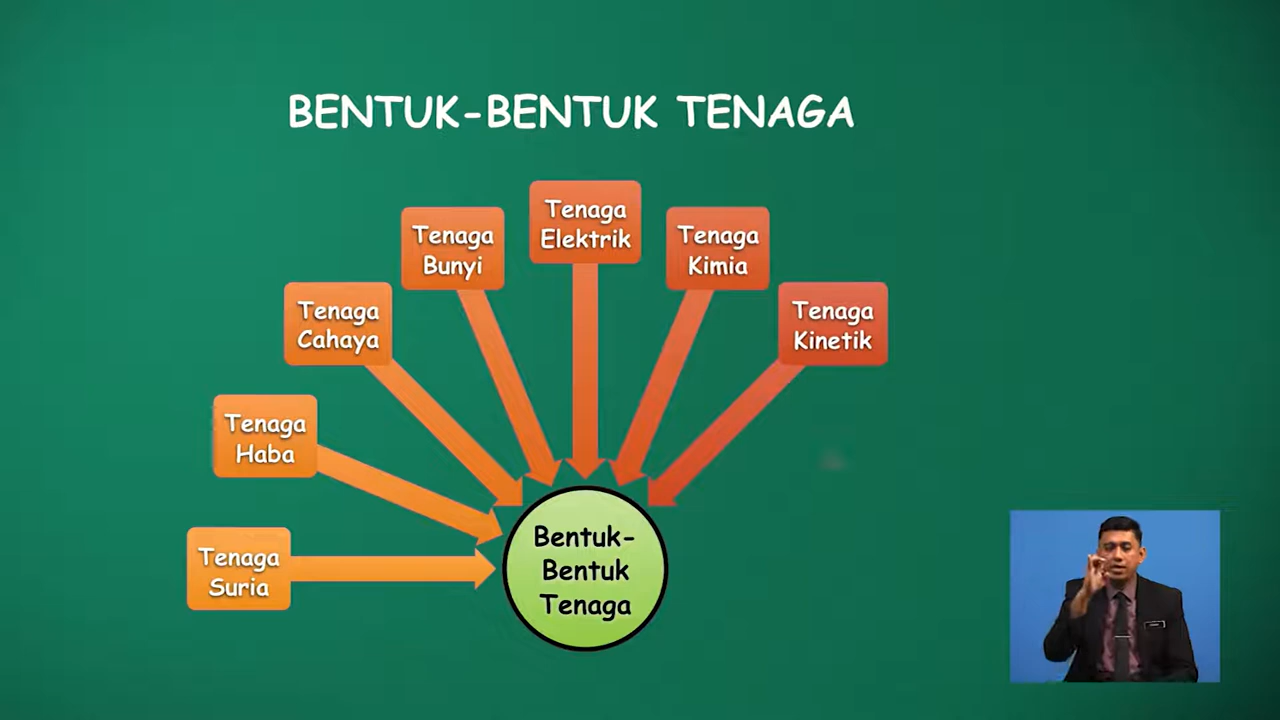 BENTUK-BENTUK TENAGA
Tenaga
Suria
Tenaga
Haba
Tenaga
Cahaya
Tenaga
Bunyi
Tenaga
Elektrik
Tenaga
Kimia
Tenaga
Kinetik
Bentuk-
Bentuk
Tenaga